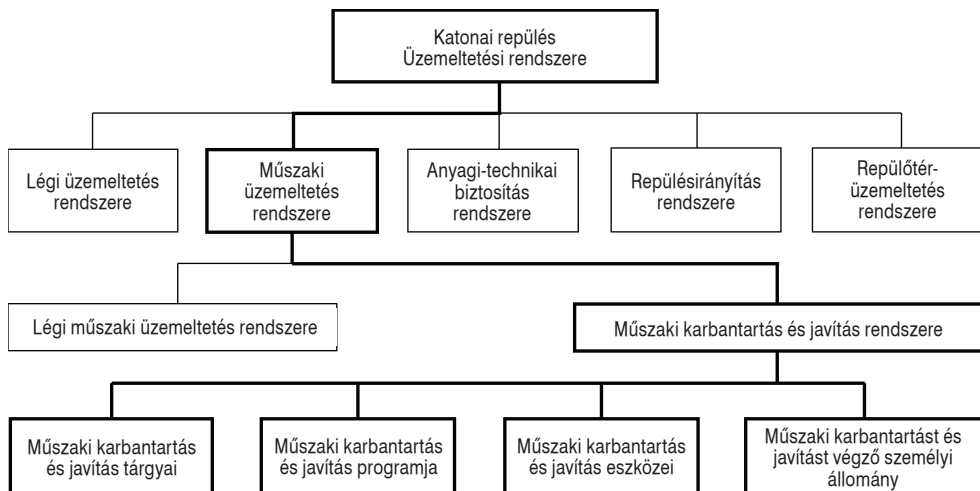 Katonai repülés
Üzemeltetési rendszere
Légi üzemeltetés
rendszere
Műszaki
üzemeltetés
rendszere
Anyagi-technikai
biztosítás
rendszere
Repülésirányítás
rendszere
Repülőtér-
üzemeltetés
rendszere
Légi műszaki üzemeltetés rendszere
Műszaki karbantartás és javítás rendszere
Műszaki karbantartás
és javítás tárgyai
Műszaki karbantartás
és javítás programja
Műszaki karbantartás
és javítás eszközei
Műszaki karbantartást és
javítást végző személyi
állomány